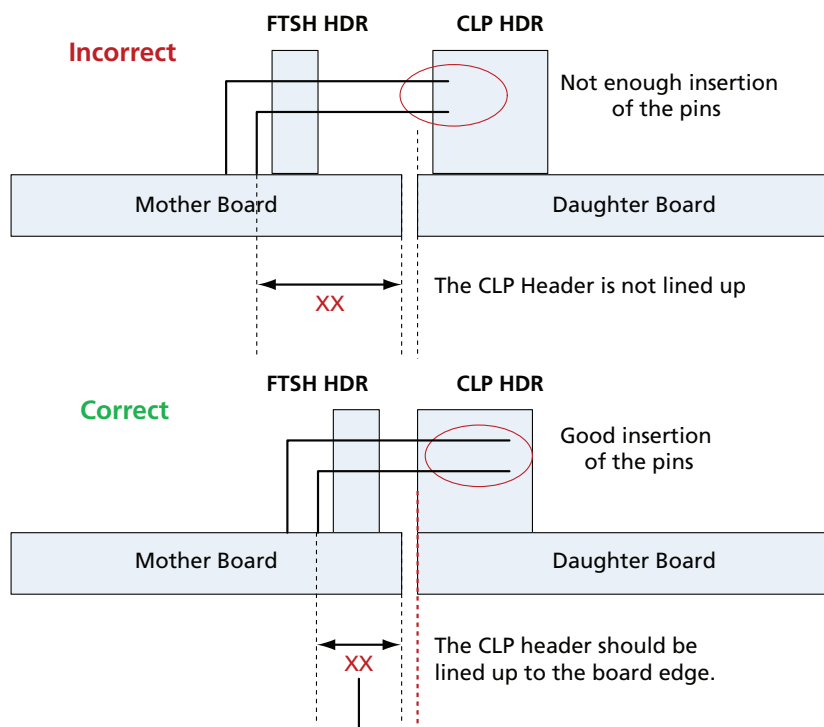 FTSH HDR
CLP HDR
Incorrect
Not enough insertion
of the pins
Mother Board
Daughter Board
XX
The CLP Header is not lined up
FTSH HDR
CLP HDR
Correct
Good insertion
of the pins
Mother Board
Daughter Board
XX
The CLP header should be
lined up to the board edge.